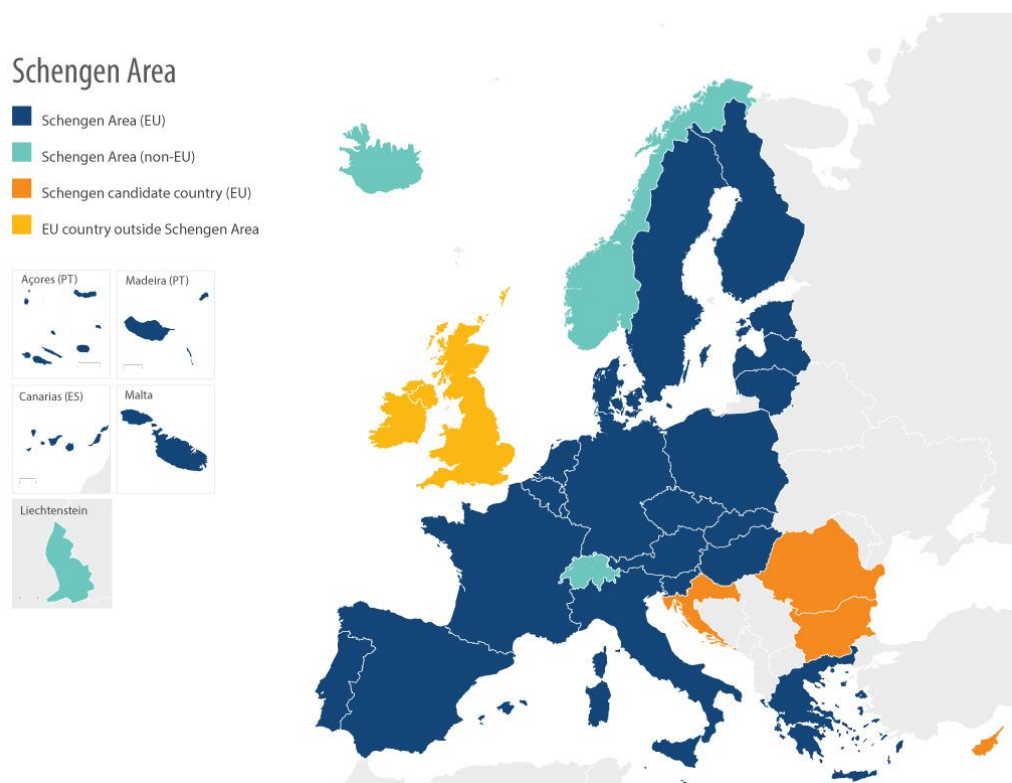 Schengen Area
Schengen Area (EU)
Schengen Area (non-EU)
Schengen candidate country (EU)
EU country outside Schengen Area
Açores (PT)
Madeira (PT)
Canarias (ES)
Malta
Liechtenstein